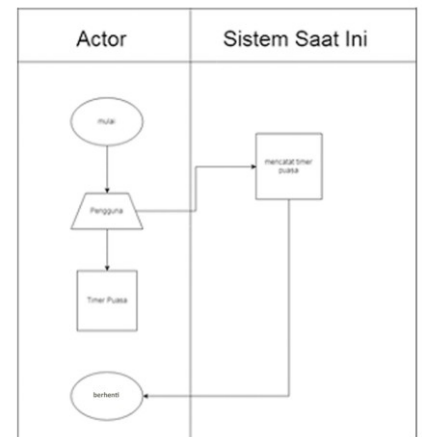 Actor
Sistem Saat Ini
mulai
mencatat timer
puasa
Pengguna
Timer Puasa
berhenti